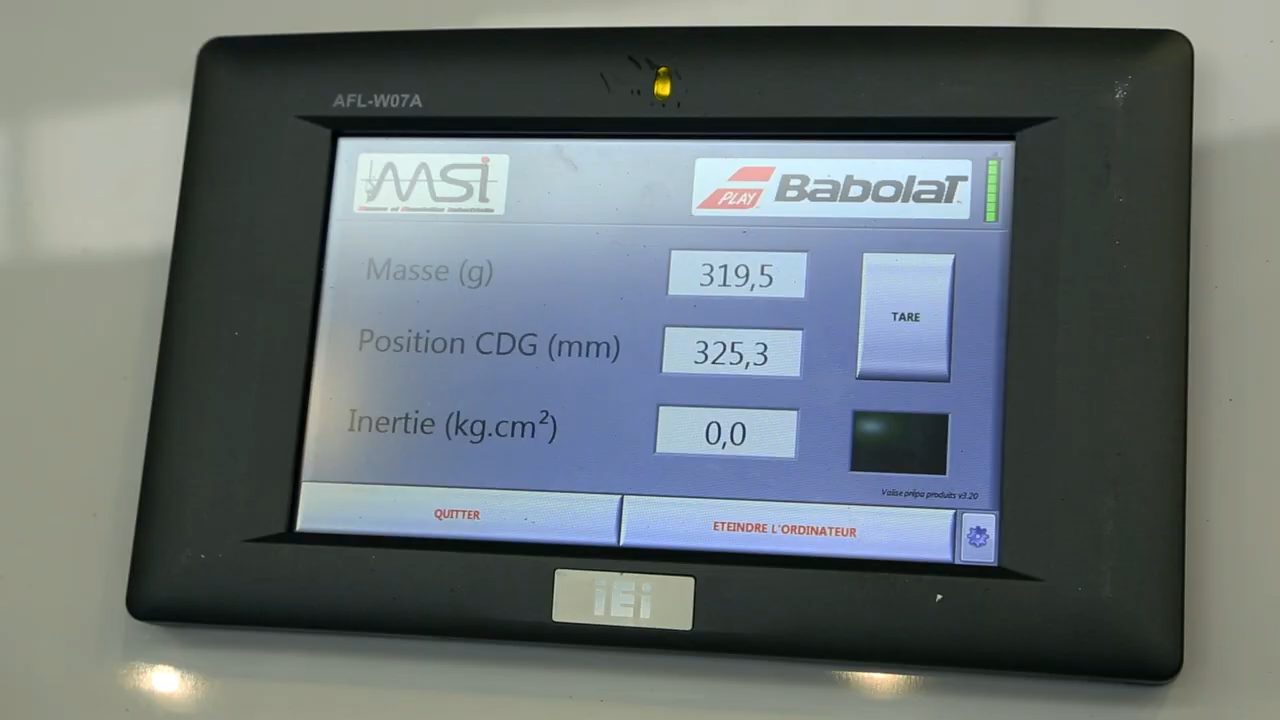 AFL-W07A
MSi
PLAY BABOLAT
Masse (g) 319,5
TARE
Position CDG (mm) 325,3
Inertie (kg.cm²) 0,0
Valise prépa produits v3.20
QUITTER
ETEINDRE L'ORDINATEUR
iEi